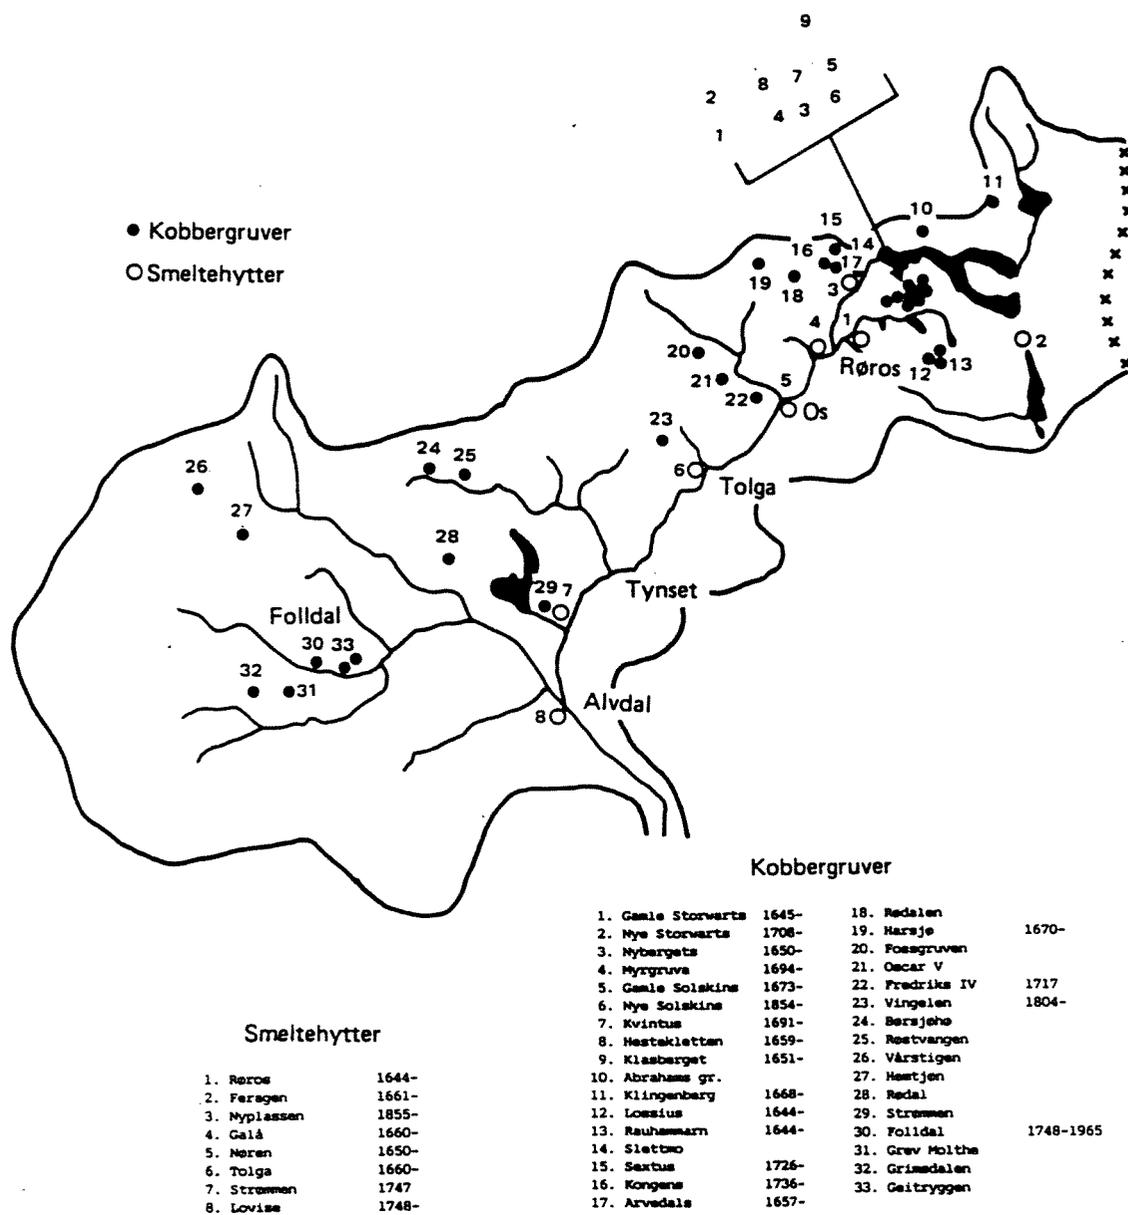 9
5
7
8
6
2
3
4
1
11
10
15
14
16
17
19
18
3
Kobbergruver
Smeltehytter
4
1
2
20
Røros
12
13
21
5
22
Os
23
24
25
6
Tolga
26
27
28
29
7
Tynset
Folldal
30
33
32
31
Alvdal
8
Kobbergruver
1. Gamle Storwarts 1645-
2. Nye Storwarts 1708-
3. Nybergets 1650-
4. Myrgruva 1694-
5. Gamle Solskins 1673-
6. Nye Solskins 1854-
7. Kvintus 1691-
8. Hestekletten 1659-
9. Klasberget 1651-
10. Abrahams gr.
11. Klingenberg 1668-
12. Lossius 1644-
13. Rauhammarn 1644-
14. Slettmo
15. Sextus 1726-
16. Kongens 1736-
17. Arvedals 1657-
18. Rødalen
19. Harsjø 1670-
20. Fossgruven
21. Oscar V
22. Fredriks IV 1717
23. Vingelen 1804-
24. Børsjøhø
25. Røstvangen
26. Vårstigen
27. Hømtjøn
28. Rødal
29. Strømmen
30. Folldal 1748-1965
31. Grev Molthe
32. Grimsdalen
33. Geitryggen
Smeltehytter
1. Røros 1644-
2. Feragen 1661-
3. Nyplassen 1855-
4. Galå 1660-
5. Nøren 1650-
6. Tolga 1660-
7. Strømmen 1747
8. Lovise 1748-